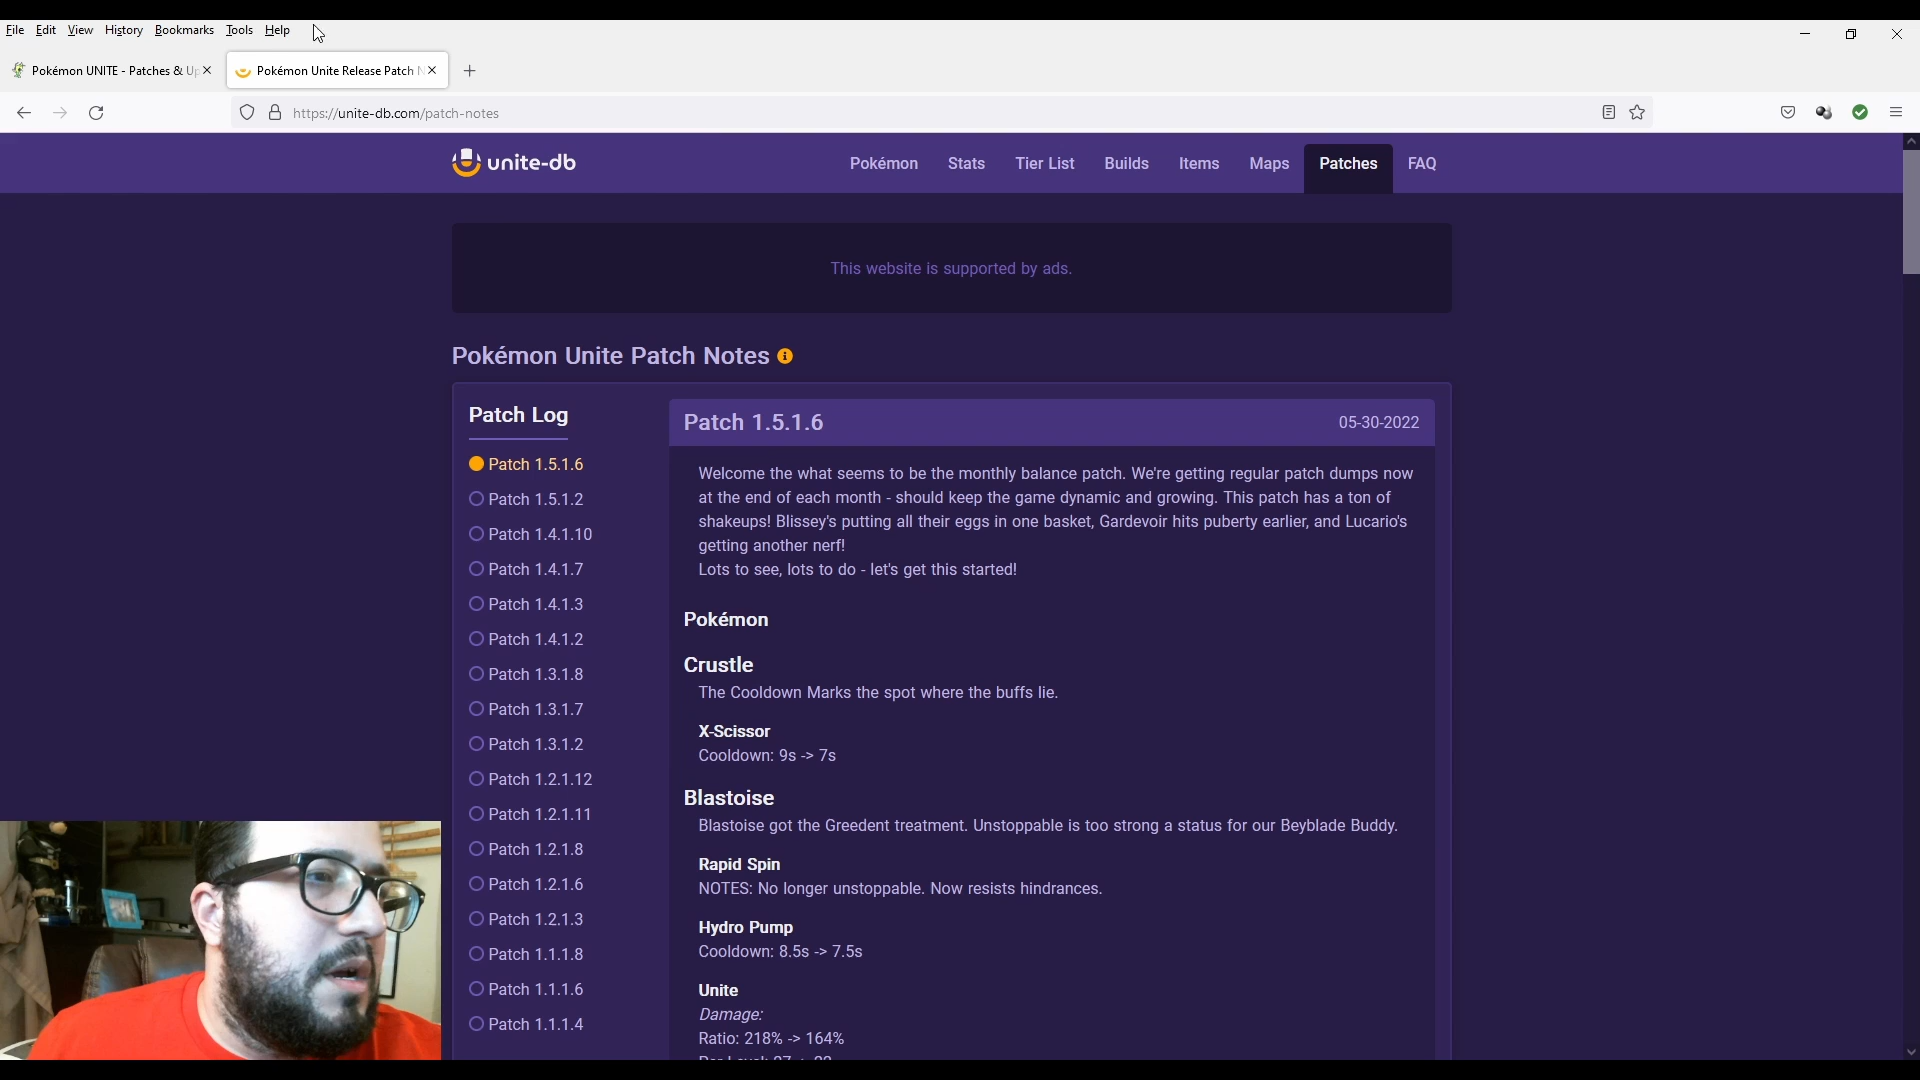 File Edit View History Bookmarks Tools Help
Pokémon UNITE - Patches & Up
Pokémon Unite Release Patch N
https://unite-db.com/patch-notes
unite-db
Pokémon Stats Tier List Builds Items Maps Patches FAQ
This website is supported by ads.
Pokémon Unite Patch Notes
Patch Log
Patch 1.5.1.6
Patch 1.5.1.2
Patch 1.4.1.10
Patch 1.4.1.7
Patch 1.4.1.3
Patch 1.4.1.2
Patch 1.3.1.8
Patch 1.3.1.7
Patch 1.3.1.2
Patch 1.2.1.12
Patch 1.2.1.11
Patch 1.2.1.8
Patch 1.2.1.6
Patch 1.2.1.3
Patch 1.1.1.8
Patch 1.1.1.6
Patch 1.1.1.4
Patch 1.5.1.6 05-30-2022
Welcome the what seems to be the monthly balance patch. We're getting regular patch dumps now
at the end of each month - should keep the game dynamic and growing. This patch has a ton of
shakeups! Blissey's putting all their eggs in one basket, Gardevoir hits puberty earlier, and Lucario's
getting another nerf!
Lots to see, lots to do - let's get this started!
Pokémon
Crustle
The Cooldown Marks the spot where the buffs lie.
X-Scissor
Cooldown: 9s -> 7s
Blastoise
Blastoise got the Greedent treatment. Unstoppable is too strong a status for our Beyblade Buddy.
Rapid Spin
NOTES: No longer unstoppable. Now resists hindrances.
Hydro Pump
Cooldown: 8.5s -> 7.5s
Unite
Damage:
Ratio: 218% -> 164%